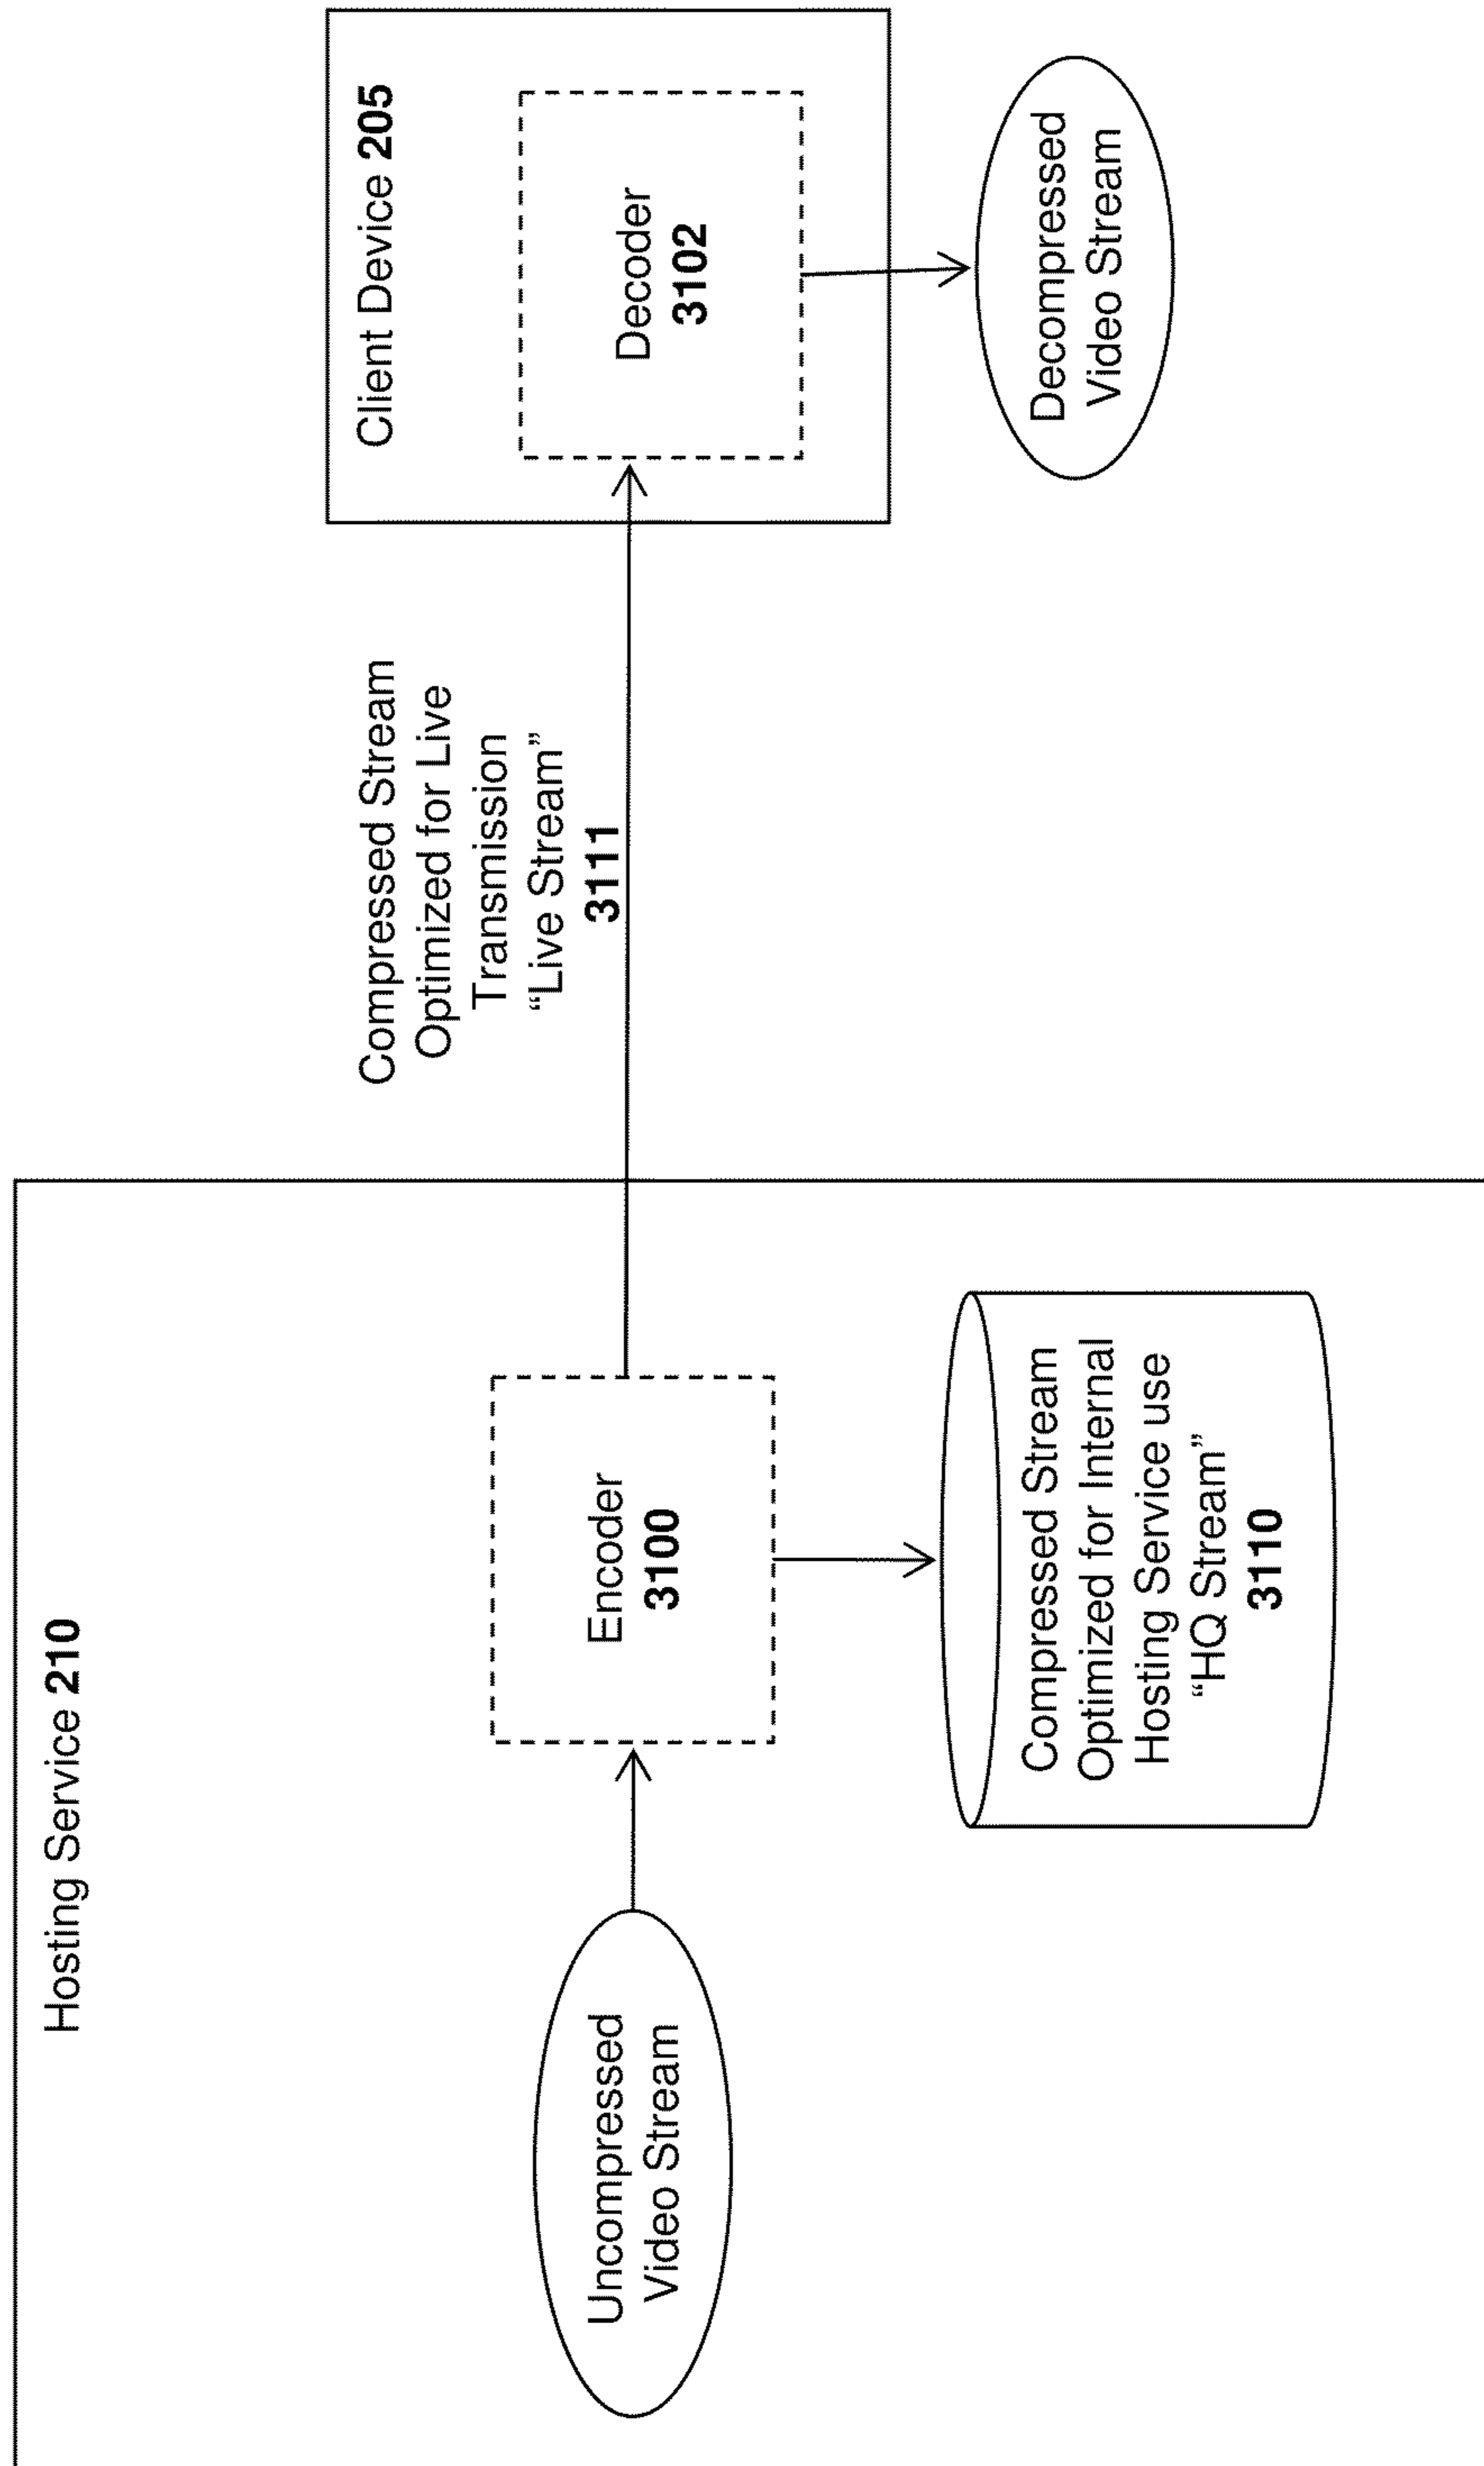 Hosting Service 210
Uncompressed
Video Stream
Encoder
3100
Compressed Stream
Optimized for Internal
Hosting Service use
“HQ Stream”
3110
Compressed Stream
Optimized for Live
Transmission
“Live Stream”
3111
Client Device 205
Decoder
3102
Decompressed
Video Stream